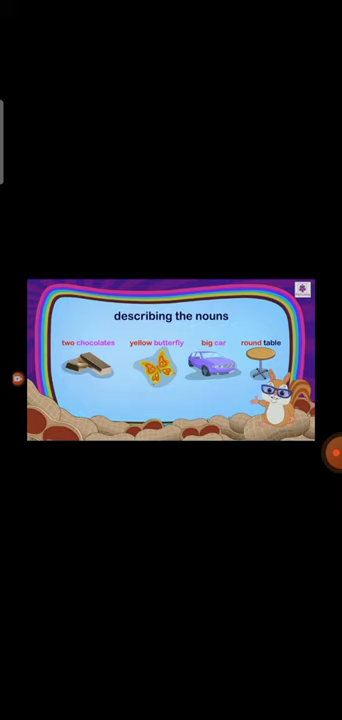 describing the nouns
two chocolates yellow butterfly big car round table